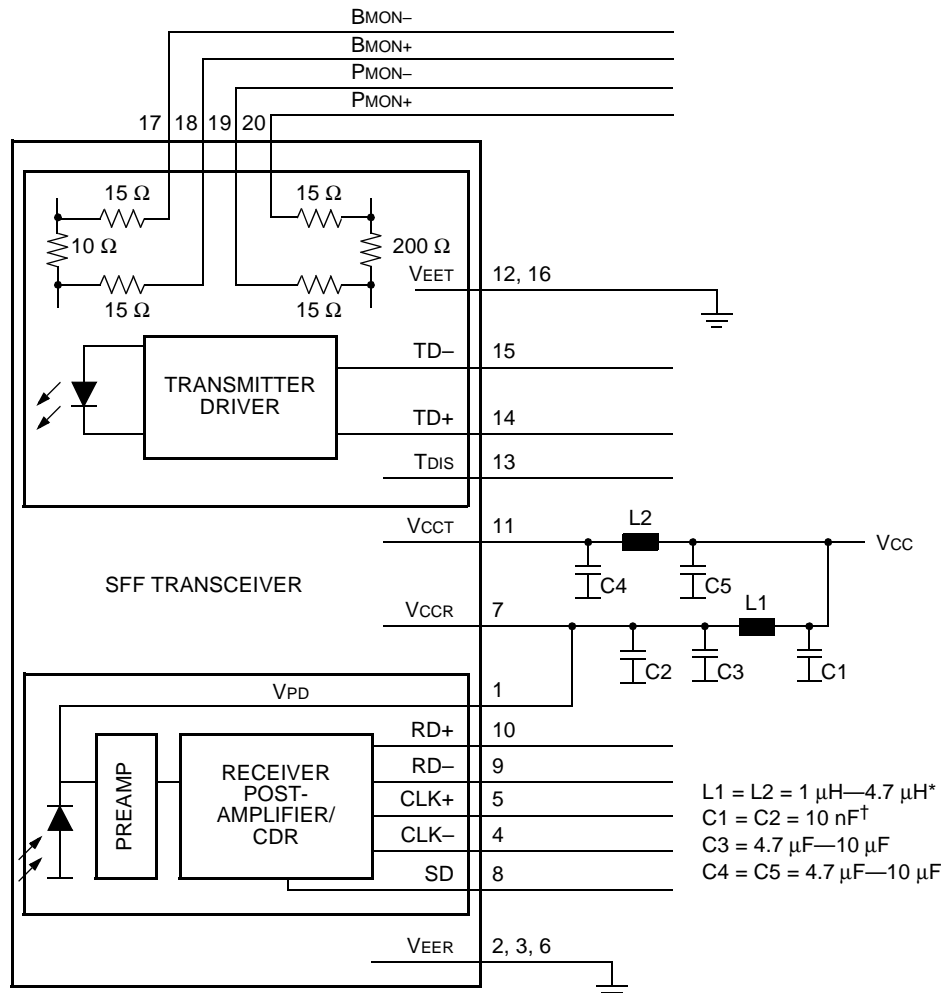 BMON–
BMON+
PMON–
PMON+
17 18 19 20
15 Ω 15 Ω
10 Ω 200 Ω
15 Ω 15 Ω
VEET 12, 16
TD– 15
TRANSMITTER
DRIVER
TD+ 14
TDIS 13
VCCT 11 L2 VCC
C4 C5
SFF TRANSCEIVER
VCCR 7 L1
C2 C3 C1
VPD 1
RD+ 10
RD– 9
CLK+ 5
CLK– 4
SD 8
PREAMP
RECEIVER
POST-
AMPLIFIER/
CDR
L1 = L2 = 1 μH—4.7 μH*
C1 = C2 = 10 nF†
C3 = 4.7 μF—10 μF
C4 = C5 = 4.7 μF—10 μF
VEER 2, 3, 6